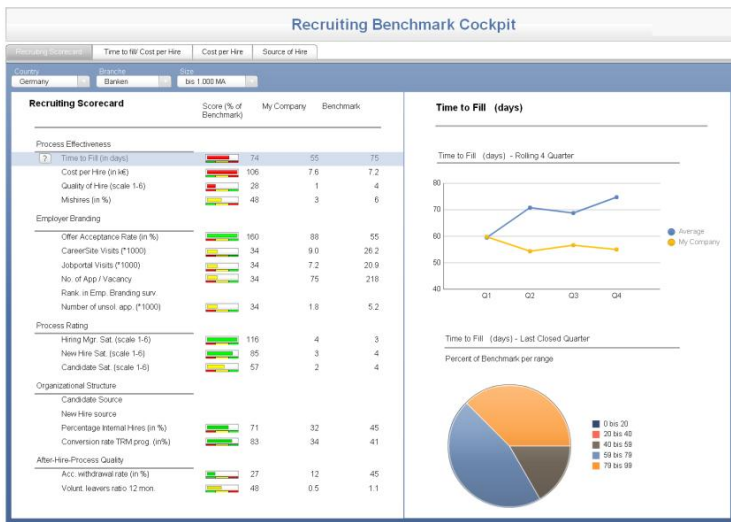 Recruiting Benchmark Cockpit
Recruiting Scorecard Time to fill/ Cost per Hire Cost per Hire Source of Hire
Country Branche Size
Germany Banken bis 1.000 MA
Recruiting Scorecard Score (% of Benchmark) My Company Benchmark
Process Effectiveness
? Time to Fill (in days) 74 55 75
Cost per Hire (in k€) 106 7.6 7.2
Quality of Hire (scale 1-6) 28 1 4
Mishires (in %) 48 3 6
Employer Branding
Offer Acceptance Rate (in %) 160 88 55
CareerSite Visits (*1000) 34 9.0 26.2
Jobportal Visits (*1000) 34 7.2 20.9
No. of App / Vacancy 34 75 218
Rank. in Emp. Branding surv.
Number of unsol. app. (*1000) 34 1.8 5.2
Process Rating
Hiring Mgr. Sat. (scale 1-6) 116 4 3
New Hire Sat. (scale 1-6) 85 3 4
Candidate Sat. (scale 1-6) 57 2 4
Organizational Structure
Candidate Source
New Hire source
Percentage Internal Hires (in %) 71 32 45
Conversion rate TRM prog. (in%) 83 34 41
After-Hire-Process Quality
Acc. withdrawal rate (in %) 27 12 45
Volunt. leavers ratio 12 mon. 48 0.5 1.1
Time to Fill (days)
Time to Fill (days) - Rolling 4 Quarter
80
70
60
50
40
Q1 Q2 Q3 Q4
Average
My Company
Time to Fill (days) - Last Closed Quarter
Percent of Benchmark per range
0 bis 20
20 bis 40
40 bis 59
59 bis 79
79 bis 99